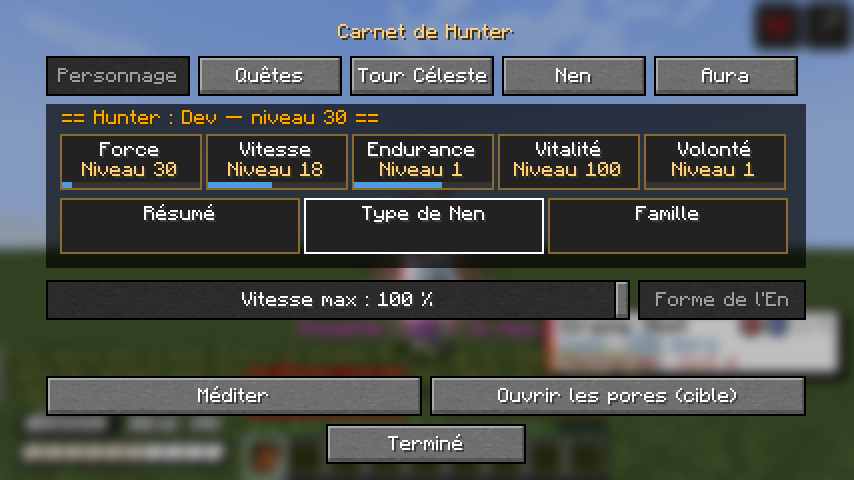 Carnet de Hunter
Personnage
Quêtes
Tour Céleste
Nen
Aura
== Hunter : Dev — niveau 30 ==
Force
Niveau 30
Vitesse
Niveau 18
Endurance
Niveau 1
Vitalité
Niveau 100
Volonté
Niveau 1
Résumé
Type de Nen
Famille
Vitesse max : 100 %
Forme de l'En
Méditer
Ouvrir les pores (cible)
Terminé